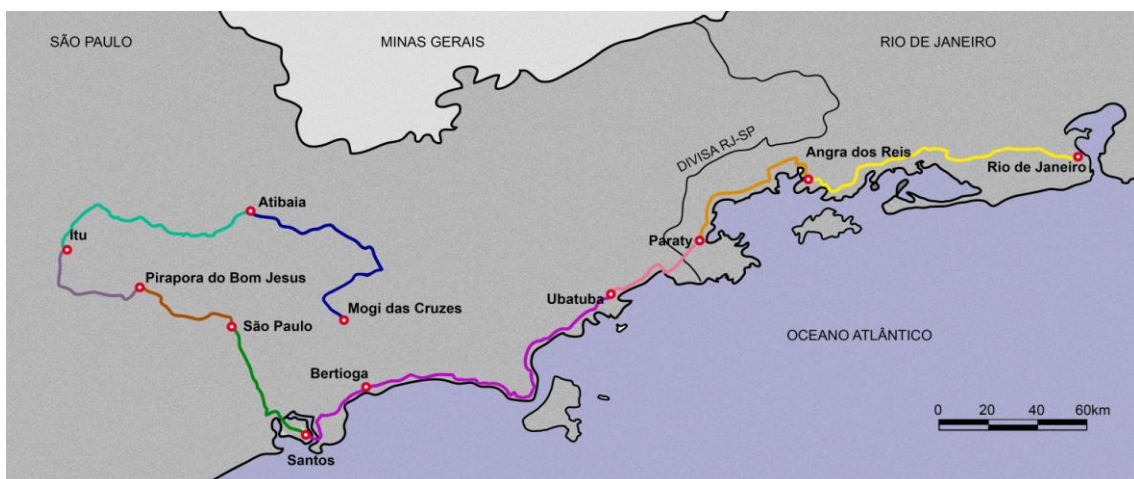 SÃO PAULO
MINAS GERAIS
RIO DE JANEIRO
DIVISA RJ-SP
Angra dos Reis
Rio de Janeiro
Atibaia
Itu
Paraty
Pirapora do Bom Jesus
Ubatuba
Mogi das Cruzes
São Paulo
OCEANO ATLÂNTICO
Bertioga
0 20 40 60km
Santos